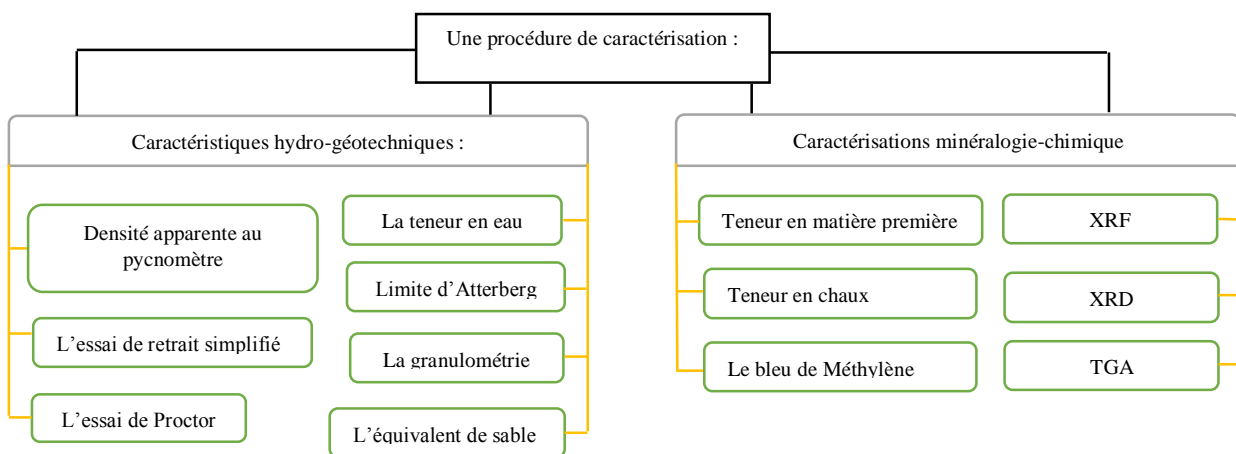 Une procédure de caractérisation :
Caractéristiques hydro-géotechniques :
Densité apparente au
pycnomètre
L'essai de retrait simplifié
L'essai de Proctor
La teneur en eau
Limite d'Atterberg
La granulométrie
L'équivalent de sable
Caractérisations minéralogie-chimique
Teneur en matière première
Teneur en chaux
Le bleu de Méthylène
XRF
XRD
TGA